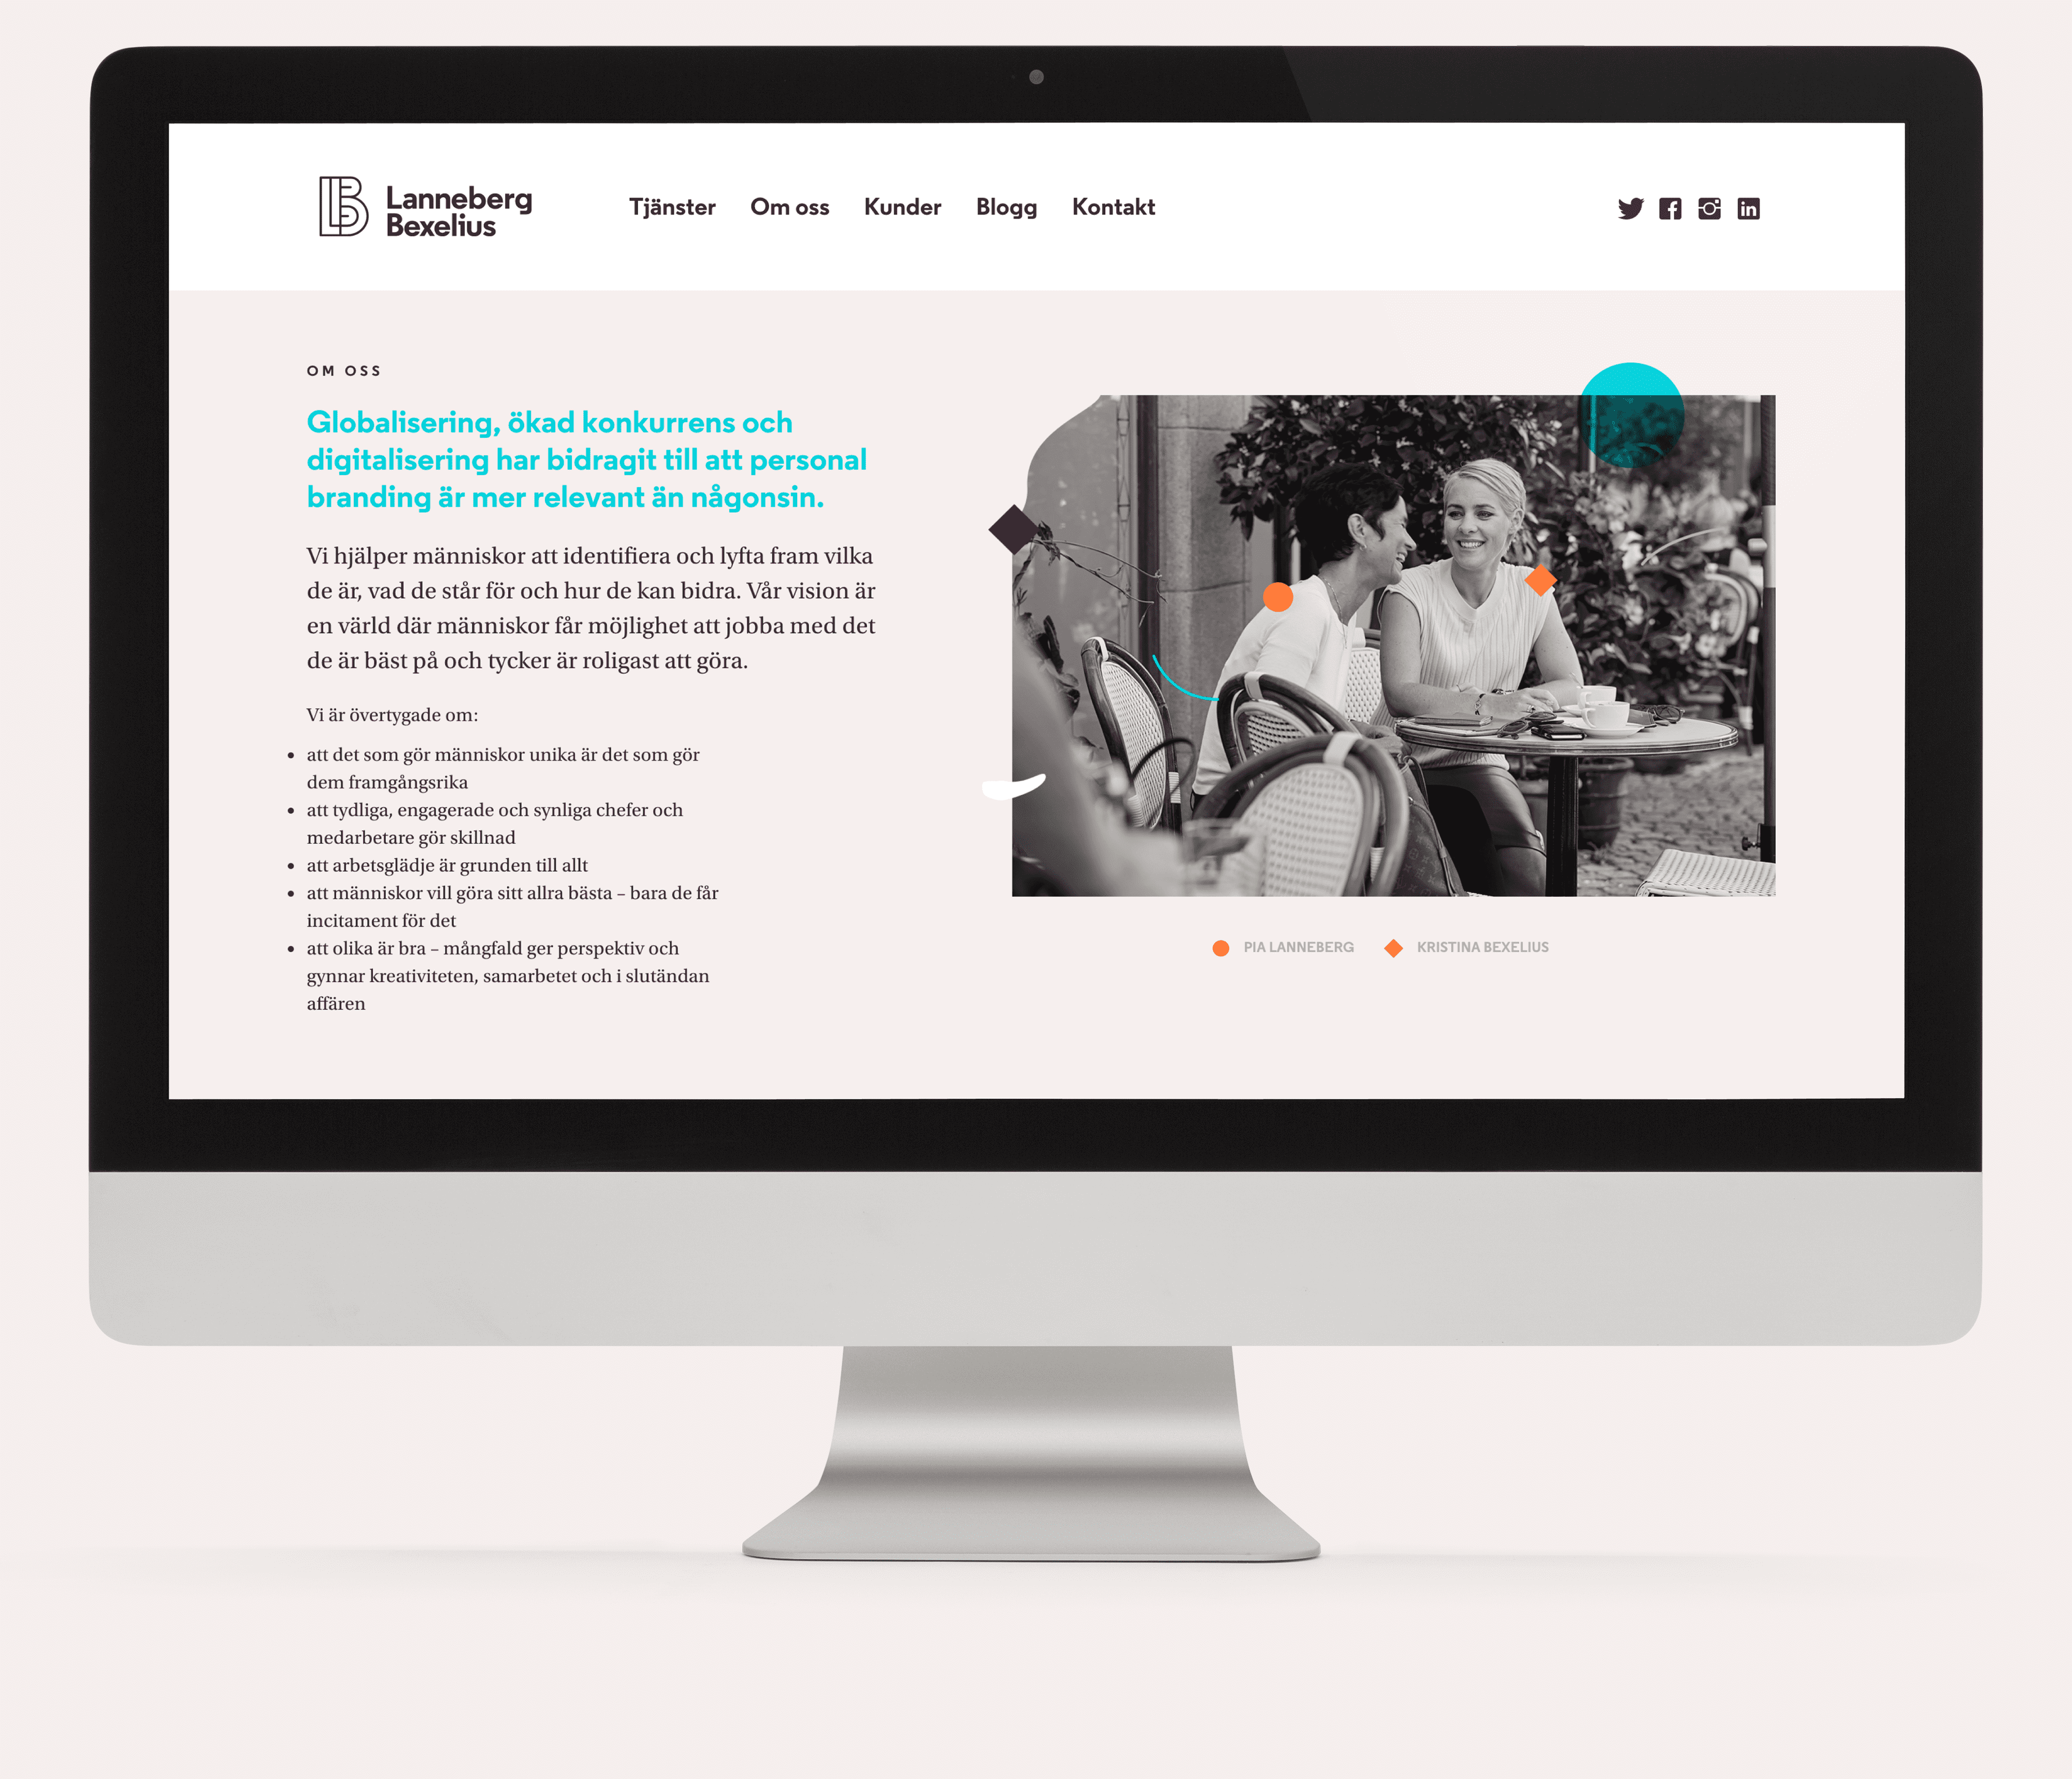 Lanneberg
Bexelius
Tjänster Om oss Kunder Blogg Kontakt
OM OSS
Globalisering, ökad konkurrens och
digitalisering har bidragit till att personal
branding är mer relevant än någonsin.
Vi hjälper människor att identifiera och lyfta fram vilka
de är, vad de står för och hur de kan bidra. Vår vision är
en värld där människor får möjlighet att jobba med det
de är bäst på och tycker är roligast att göra.
Vi är övertygade om:
• att det som gör människor unika är det som gör
dem framgångsrika
• att tydliga, engagerade och synliga chefer och
medarbetare gör skillnad
• att arbetsglädje är grunden till allt
• att människor vill göra sitt allra bästa – bara de får
incitament för det
• att olika är bra – mångfald ger perspektiv och
gynnar kreativiteten, samarbetet och i slutändan
affären
PIA LANNEBERG KRISTINA BEXELIUS